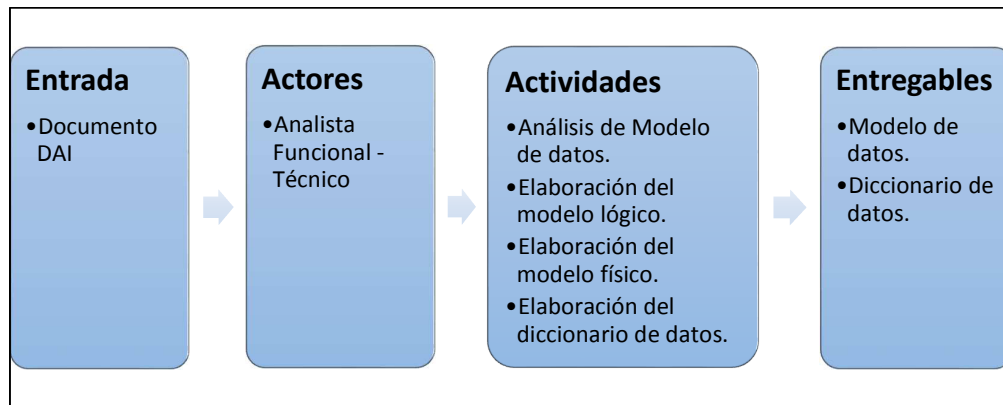 Entrada
•Documento
DAI
Actores
•Analista
Funcional -
Técnico
Actividades
•Análisis de Modelo
de datos.
•Elaboración del
modelo lógico.
•Elaboración del
modelo físico.
•Elaboración del
diccionario de datos.
Entregables
•Modelo de
datos.
•Diccionario de
datos.